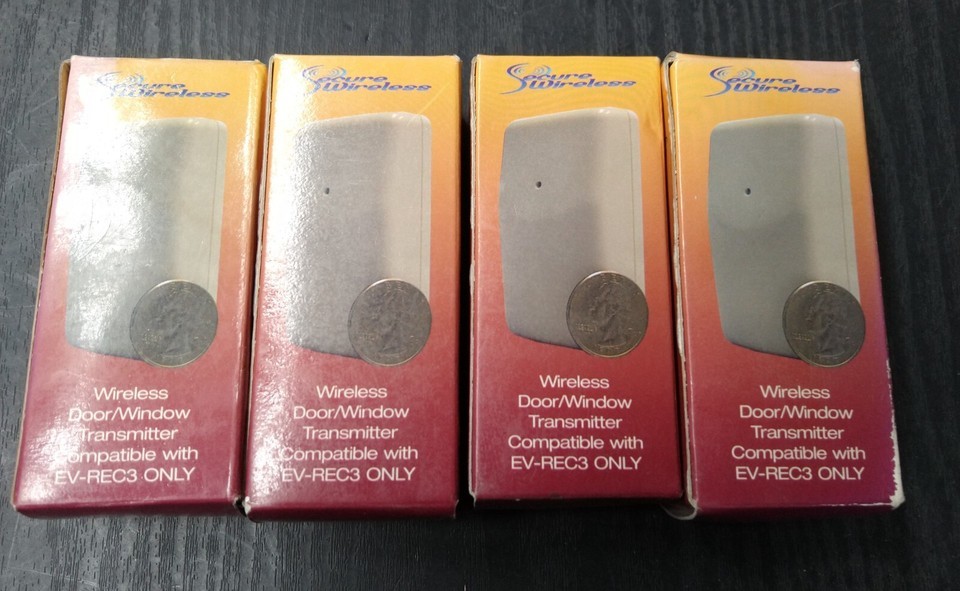 Secure
Wireless
Wireless
Door/Window
Transmitter
Compatible with
EV-REC3 ONLY
Secure
Wireless
Wireless
Door/Window
Transmitter
Compatible with
EV-REC3 ONLY
Secure
Wireless
Wireless
Door/Window
Transmitter
Compatible with
EV-REC3 ONLY
Secure
Wireless
Wireless
Door/Window
Transmitter
Compatible with
EV-REC3 ONLY